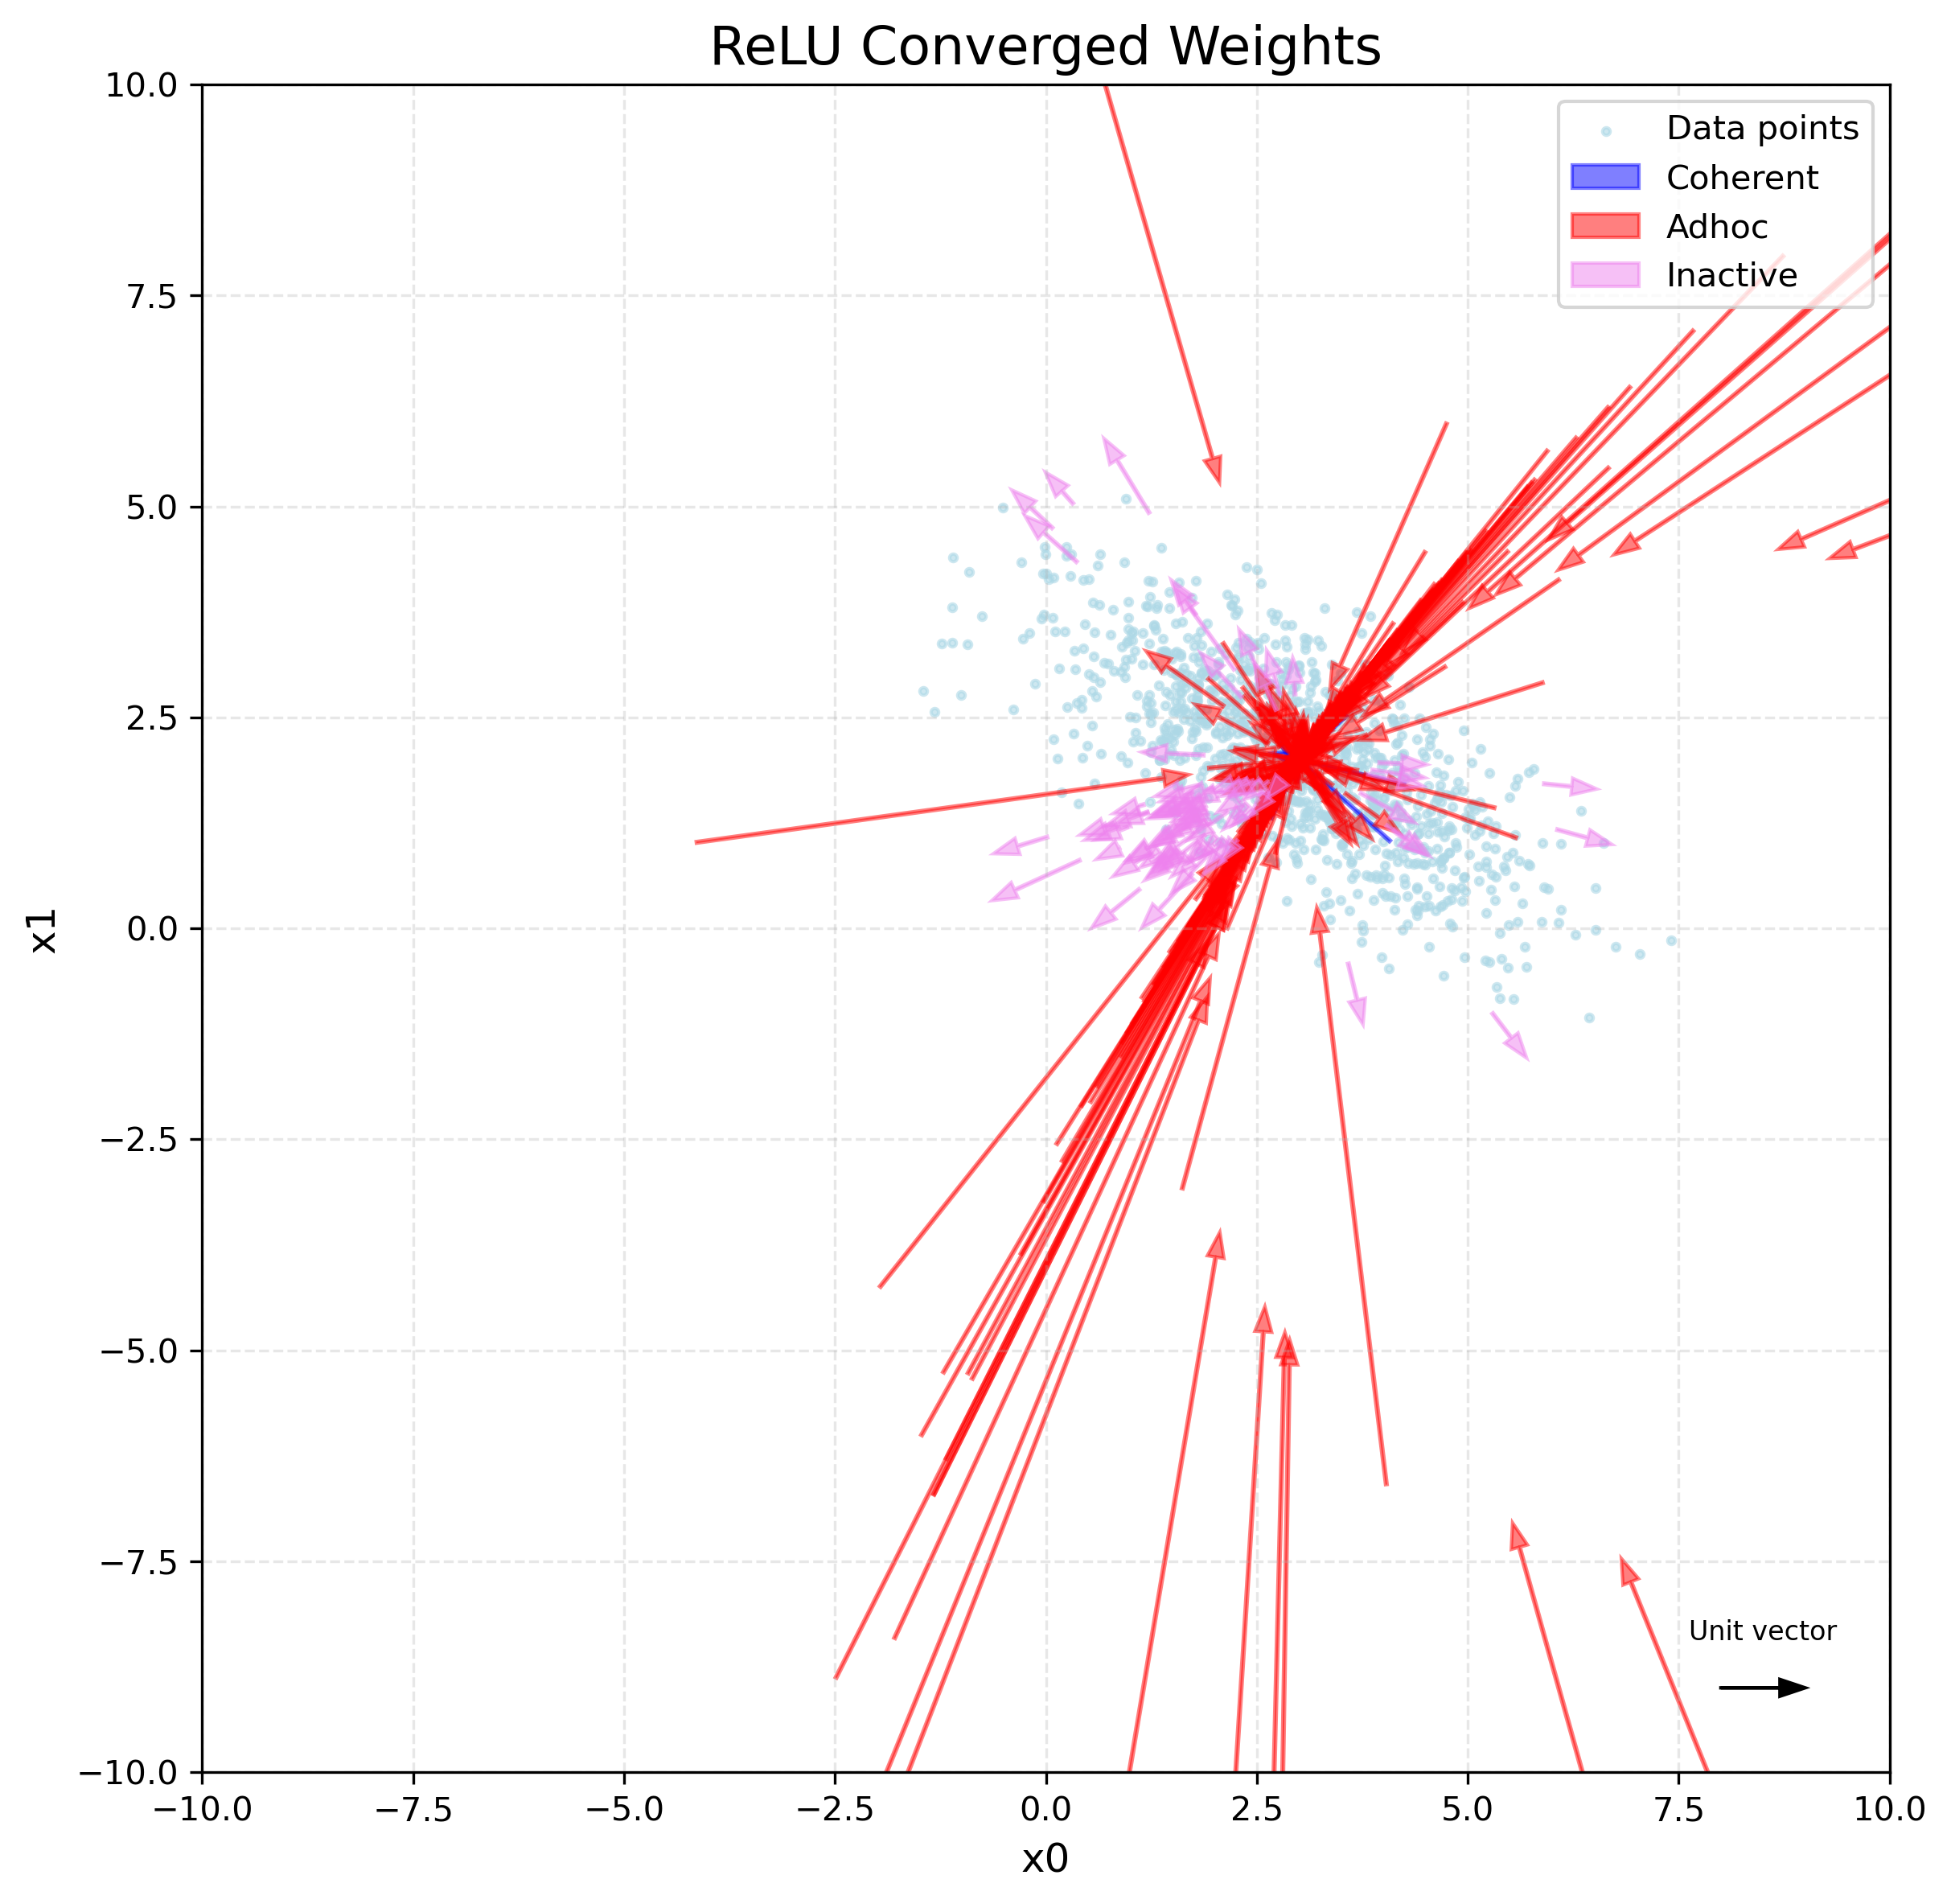 ReLU Converged Weights
Data points
Coherent
Adhoc
Inactive
10.0
7.5
5.0
2.5
0.0
−2.5
−5.0
−7.5
−10.0
x1
Unit vector
−10.0 −7.5 −5.0 −2.5 0.0 2.5 5.0 7.5 10.0
x0